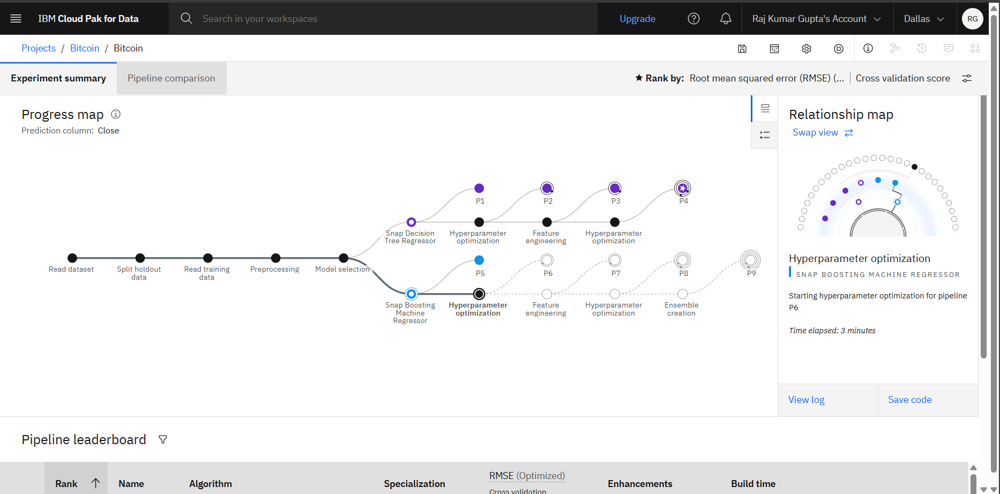 IBM Cloud Pak for Data
Search in your workspaces
Upgrade
Raj Kumar Gupta's Account
Dallas
RG
Projects / Bitcoin / Bitcoin
Experiment summary
Pipeline comparison
Rank by: Root mean squared error (RMSE) (...
Cross validation score
Progress map
Prediction column: Close
P1
P2
P3
P4
Snap Decision
Tree Regressor
Hyperparameter
optimization
Feature
engineering
Hyperparameter
optimization
Read dataset
Split holdout
data
Read training
data
Preprocessing
Model selection
P5
P6
P7
P8
P9
Snap Boosting
Machine
Regressor
Hyperparameter
optimization
Feature
engineering
Hyperparameter
optimization
Ensemble
creation
Relationship map
Swap view
Hyperparameter optimization
SNAP BOOSTING MACHINE REGRESSOR
Starting hyperparameter optimization for pipeline
P6
Time elapsed: 3 minutes
View log
Save code
Pipeline leaderboard
Rank
Name
Algorithm
Specialization
RMSE (Optimized)
Cross validation
Enhancements
Build time